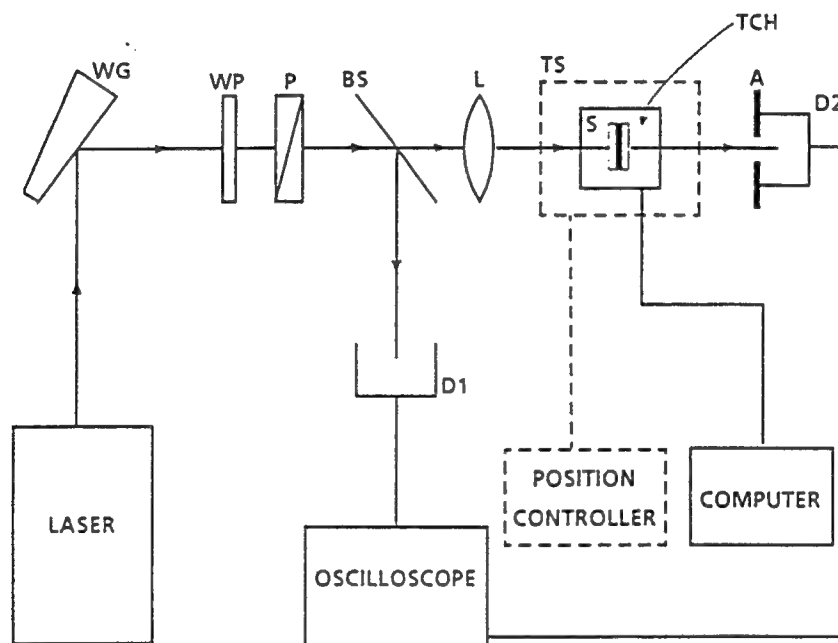 TCH
WG
WP
P
BS
L
TS
A
D2
S
D1
LASER
OSCILLOSCOPE
POSITION
CONTROLLER
COMPUTER